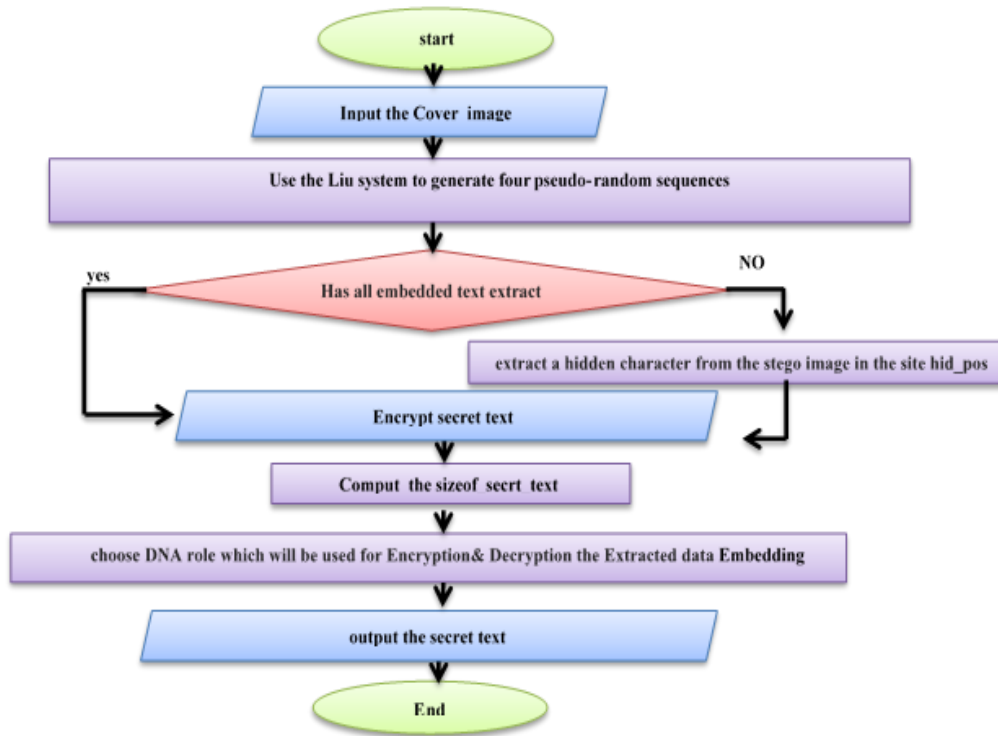 start
Input the Cover image
Use the Liu system to generate four pseudo-random sequences
yes
NO
Has all embedded text extract
extract a hidden character from the stego image in the site hid_pos
Encrypt secret text
Comput the sizeof secrt text
choose DNA role which will be used for Encryption& Decryption the Extracted data Embedding
output the secret text
End